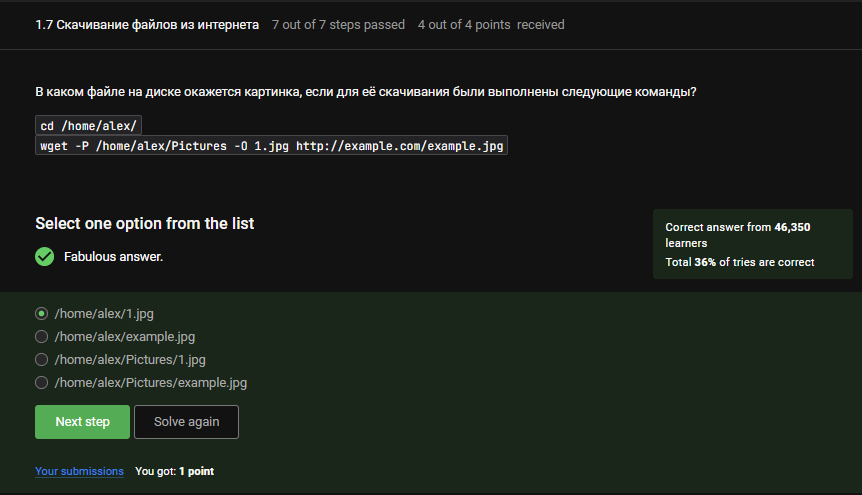 1.7 Скачивание файлов из интернета 7 out of 7 steps passed 4 out of 4 points received
В каком файле на диске окажется картинка, если для её скачивания были выполнены следующие команды?
cd /home/alex/
wget -P /home/alex/Pictures -O 1.jpg http://example.com/example.jpg
Select one option from the list
Fabulous answer.
Correct answer from 46,350
learners
Total 36% of tries are correct
/home/alex/1.jpg
/home/alex/example.jpg
/home/alex/Pictures/1.jpg
/home/alex/Pictures/example.jpg
Next step Solve again
Your submissions You got: 1 point